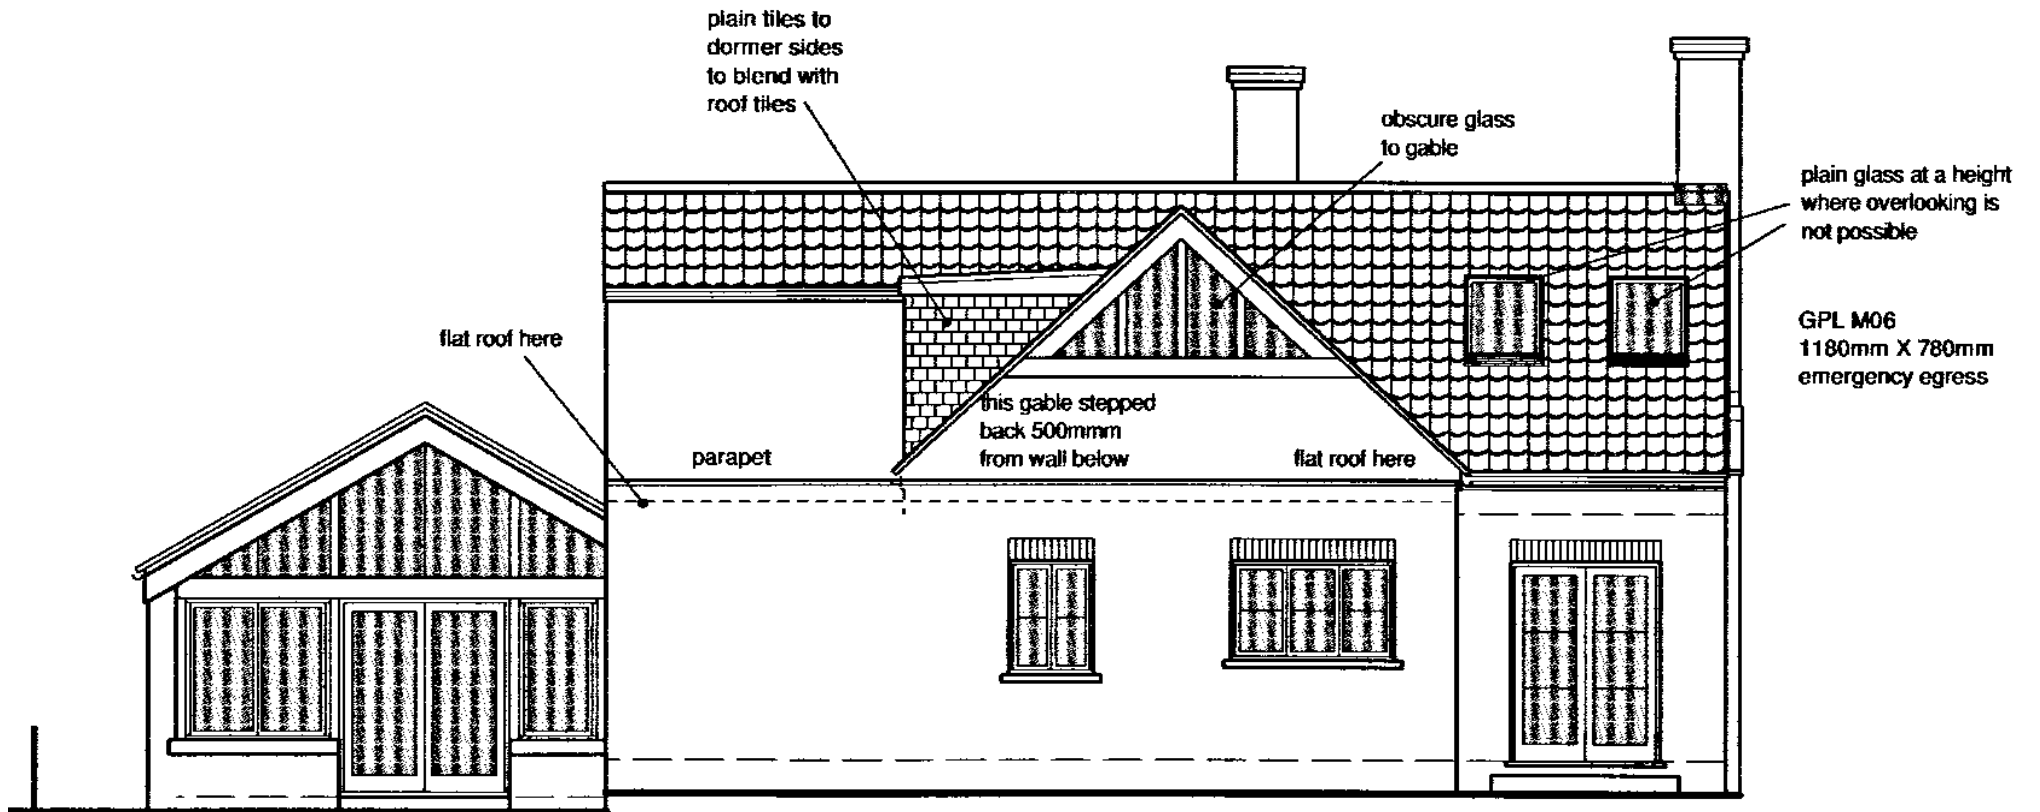 plain tiles to
dormer sides
to blend with
roof tiles
obscure glass
to gable
plain glass at a height
where overlooking is
not possible
GPL M06
1180mm X 780mm
emergency egress
flat roof here
parapet
this gable stepped
back 500mmm
from wall below
flat roof here